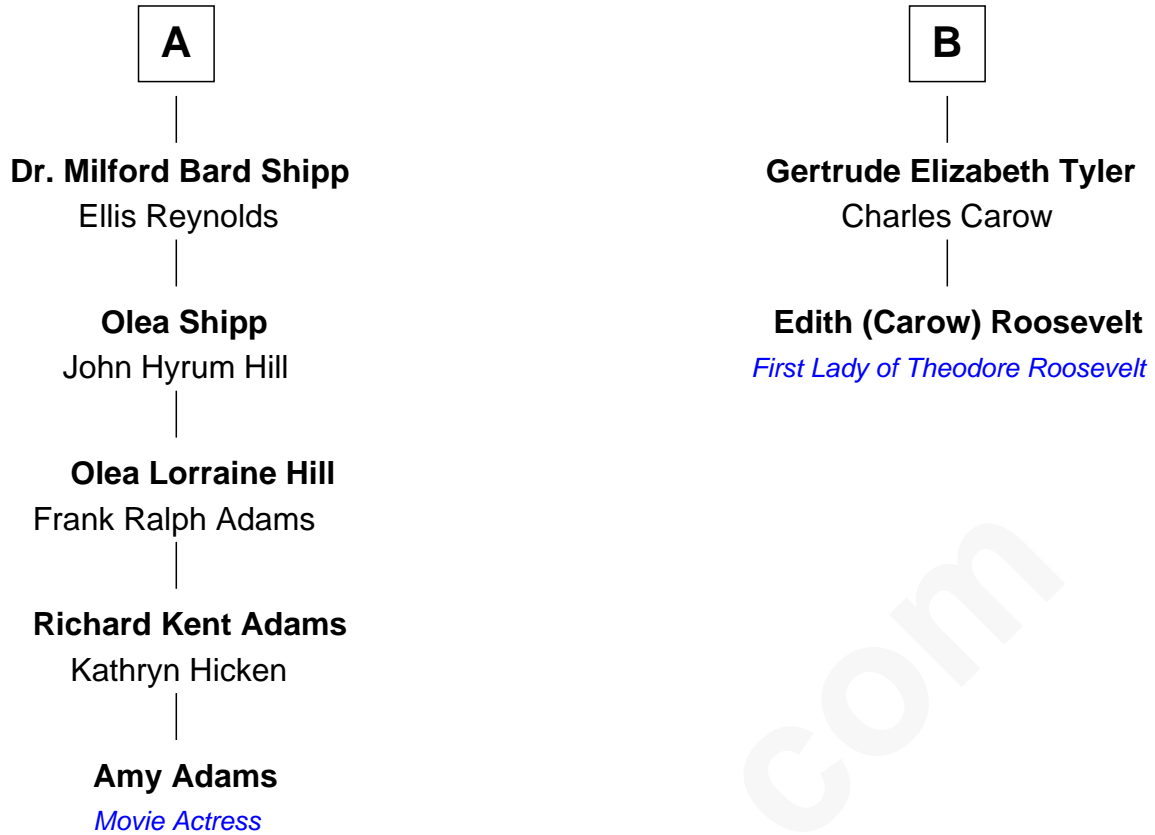 A
Dr. Milford Bard Shipp
Ellis Reynolds
Olea Shipp
John Hyrum Hill
Olea Lorraine Hill
Frank Ralph Adams
Richard Kent Adams
Kathryn Hicken
Amy Adams
Movie Actress
B
Gertrude Elizabeth Tyler
Charles Carow
Edith (Carow) Roosevelt
First Lady of Theodore Roosevelt
com